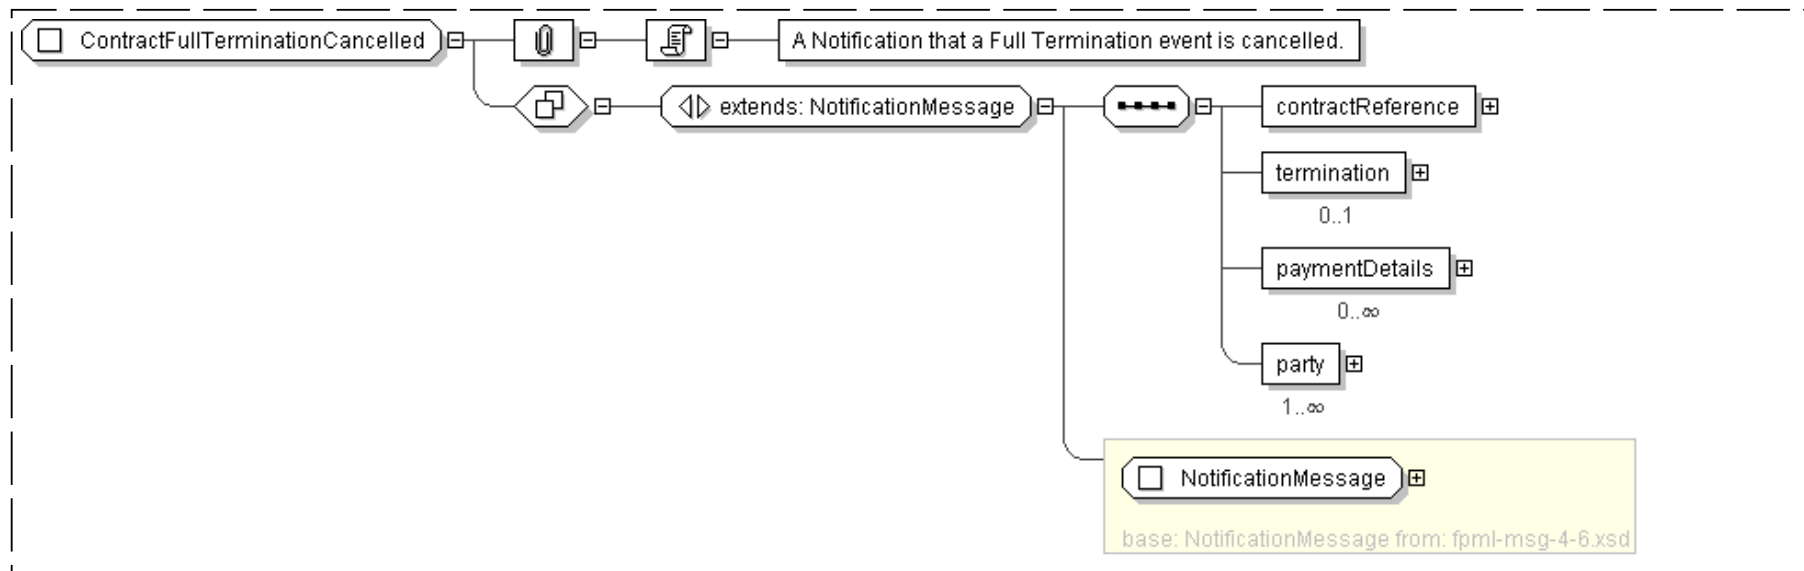 ContractFullTerminationCancelled
A Notification that a Full Termination event is cancelled.
extends: NotificationMessage
contractReference
termination
0..1
paymentDetails
0..∞
party
1..∞
NotificationMessage
base: NotificationMessage from: fpml-msg-4-6.xsd